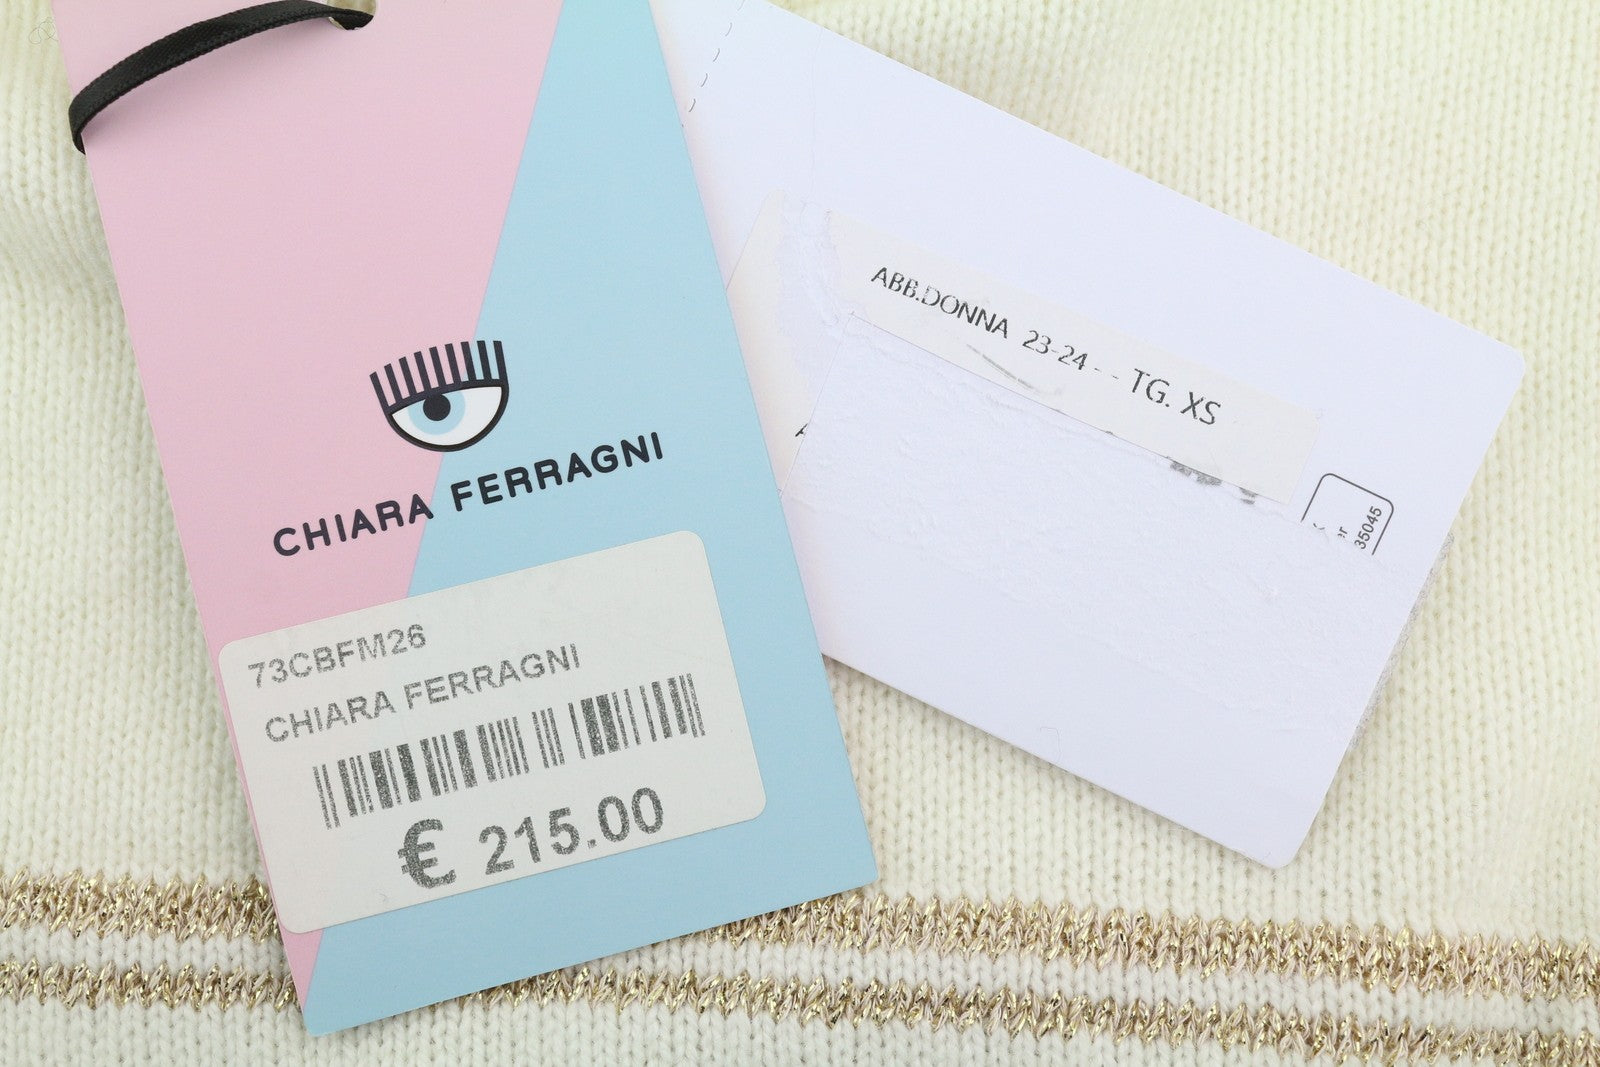 CHIARA FERRAGNI
73CBFM26
CHIARA FERRAGNI
€ 215.00
ABB.DONNA 23-24 - - TG. XS
35045